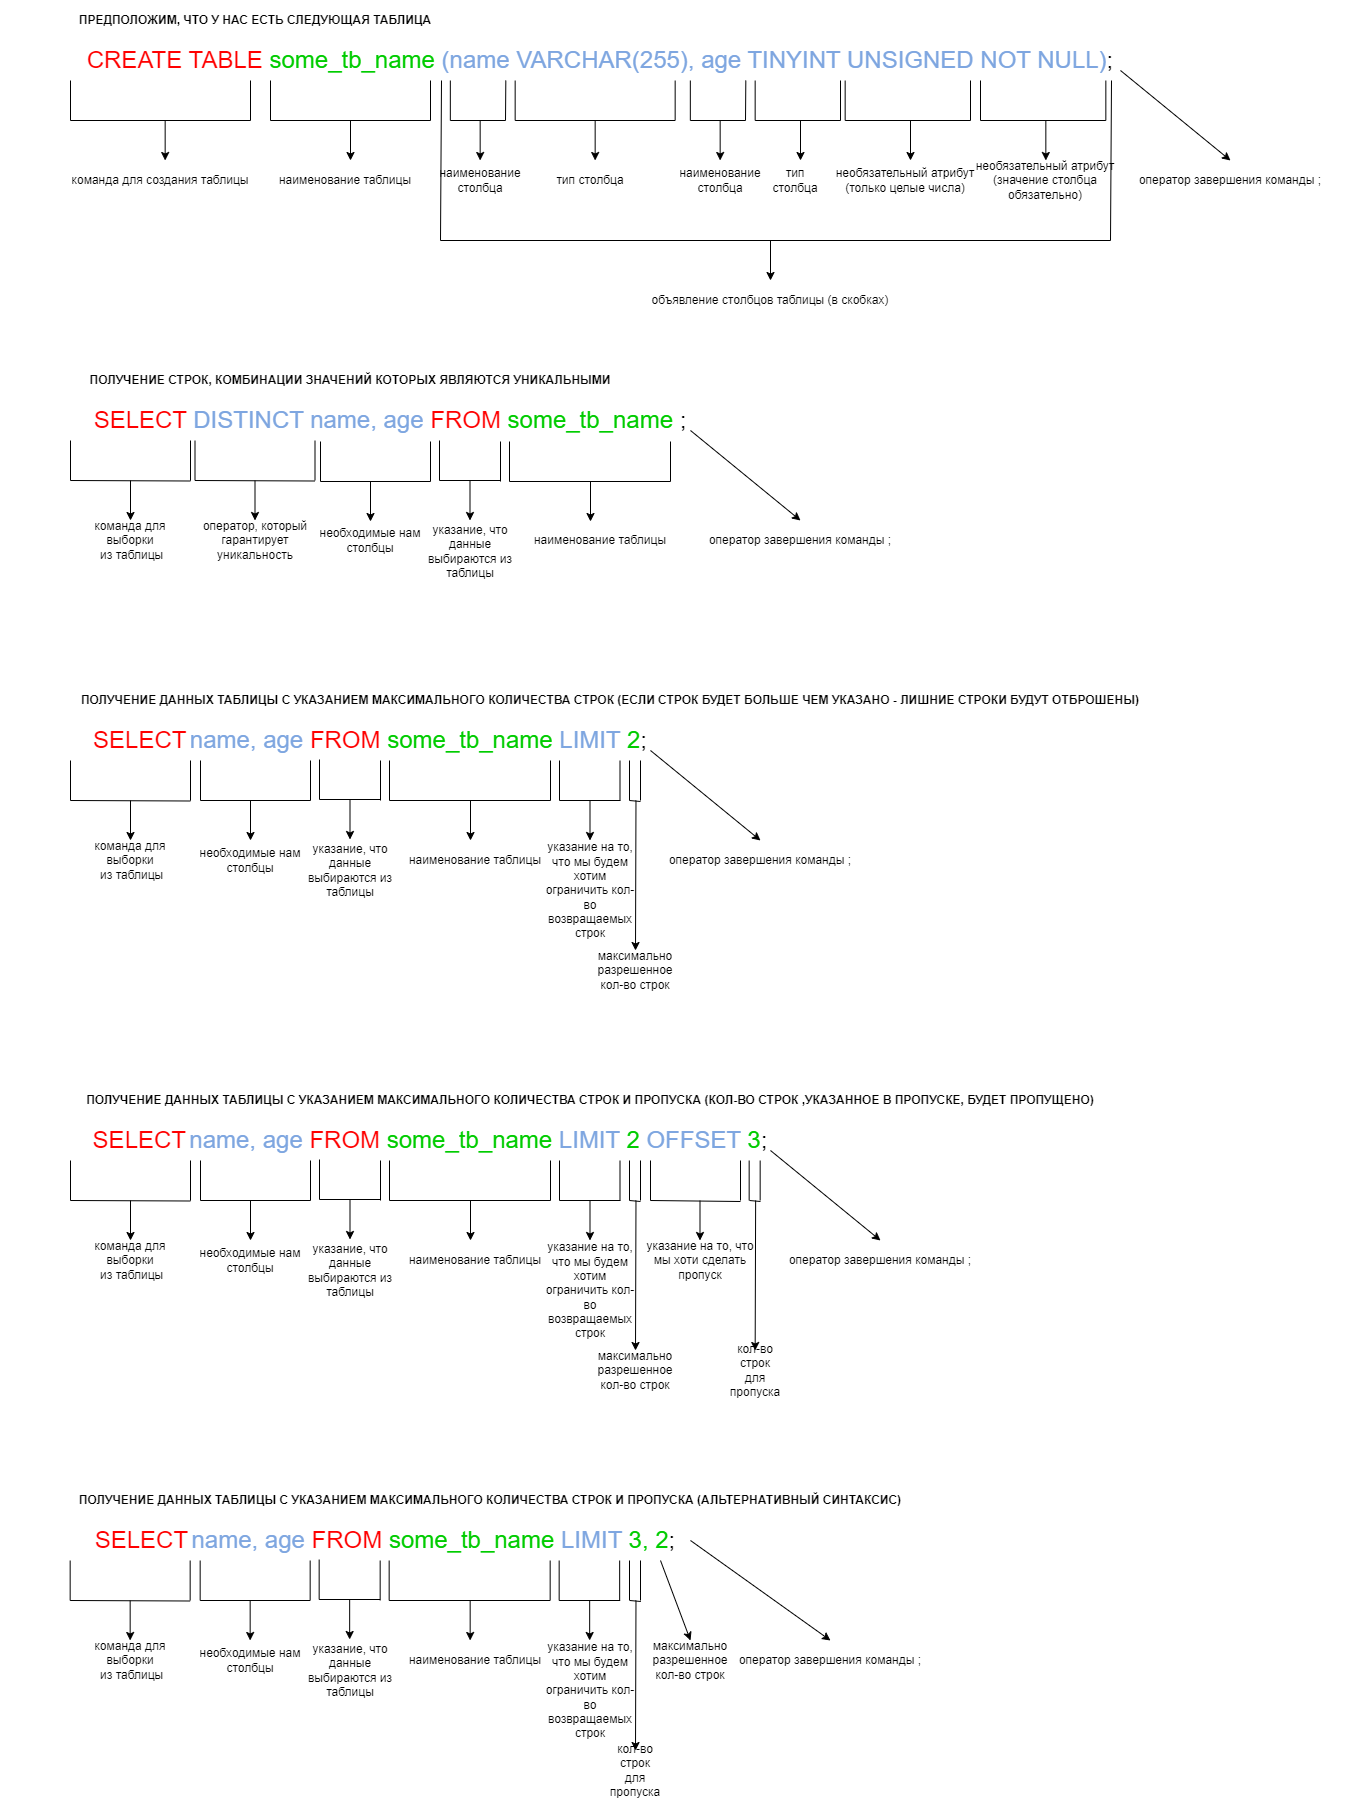 ПРЕДПОЛОЖИМ, ЧТО У НАС ЕСТЬ СЛЕДУЮЩАЯ ТАБЛИЦА
CREATE TABLE some_tb_name (name VARCHAR(255), age TINYINT UNSIGNED NOT NULL);
команда для создания таблицы
наименование таблицы
наименование
столбца
тип столбца
наименование
столбца
тип
столбца
необязательный атрибут
(только целые числа)
необязательный атрибут
(значение столбца
обязательно)
оператор завершения команды ;
объявление столбцов таблицы (в скобках)
ПОЛУЧЕНИЕ СТРОК, КОМБИНАЦИИ ЗНАЧЕНИЙ КОТОРЫХ ЯВЛЯЮТСЯ УНИКАЛЬНЫМИ
SELECT DISTINCT name, age FROM some_tb_name ;
команда для
выборки
из таблицы
оператор, который
гарантирует
уникальность
необходимые нам
столбцы
указание, что
данные
выбираются из
таблицы
наименование таблицы
оператор завершения команды ;
ПОЛУЧЕНИЕ ДАННЫХ ТАБЛИЦЫ С УКАЗАНИЕМ МАКСИМАЛЬНОГО КОЛИЧЕСТВА СТРОК (ЕСЛИ СТРОК БУДЕТ БОЛЬШЕ ЧЕМ УКАЗАНО - ЛИШНИЕ СТРОКИ БУДУТ ОТБРОШЕНЫ)
SELECT name, age FROM some_tb_name LIMIT 2;
команда для
выборки
из таблицы
необходимые нам
столбцы
указание, что
данные
выбираются из
таблицы
наименование таблицы
указание на то,
что мы будем
хотим
ограничить кол-
во
возвращаемых
строк
максимально
разрешенное
кол-во строк
оператор завершения команды ;
ПОЛУЧЕНИЕ ДАННЫХ ТАБЛИЦЫ С УКАЗАНИЕМ МАКСИМАЛЬНОГО КОЛИЧЕСТВА СТРОК И ПРОПУСКА (КОЛ-ВО СТРОК ,УКАЗАННОЕ В ПРОПУСКЕ, БУДЕТ ПРОПУЩЕНО)
SELECT name, age FROM some_tb_name LIMIT 2 OFFSET 3;
команда для
выборки
из таблицы
необходимые нам
столбцы
указание, что
данные
выбираются из
таблицы
наименование таблицы
указание на то,
что мы будем
хотим
ограничить кол-
во
возвращаемых
строк
максимально
разрешенное
кол-во строк
указание на то, что
мы хоти сделать
пропуск
кол-во
строк
для
пропуска
оператор завершения команды ;
ПОЛУЧЕНИЕ ДАННЫХ ТАБЛИЦЫ С УКАЗАНИЕМ МАКСИМАЛЬНОГО КОЛИЧЕСТВА СТРОК И ПРОПУСКА (АЛЬТЕРНАТИВНЫЙ СИНТАКСИС)
SELECT name, age FROM some_tb_name LIMIT 3, 2;
команда для
выборки
из таблицы
необходимые нам
столбцы
указание, что
данные
выбираются из
таблицы
наименование таблицы
указание на то,
что мы будем
хотим
ограничить кол-
во
возвращаемых
строк
кол-во
строк
для
пропуска
максимально
разрешенное
кол-во строк
оператор завершения команды ;